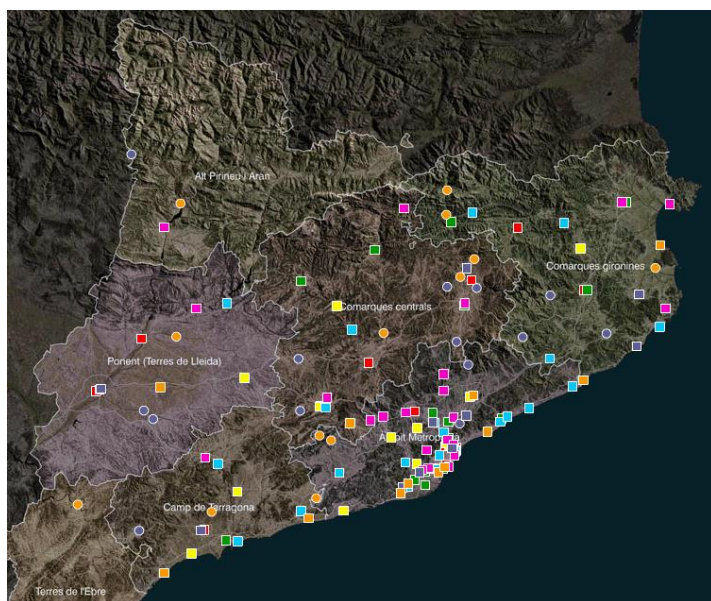 Alt Pirineu i Aran
Comarques gironines
Comarques centrals
Ponent (Terres de Lleida)
Camp de Tarragona
Terres de l'Ebre